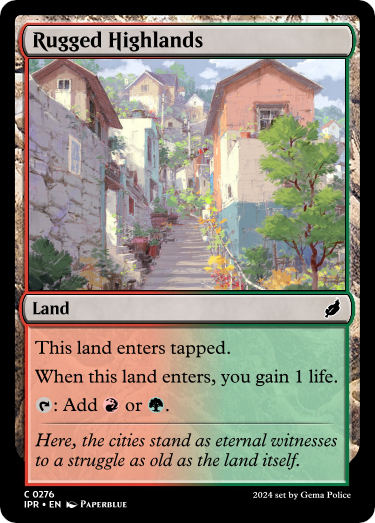 Rugged Highlands
Land
This land enters tapped.
When this land enters, you gain 1 life.
: Add or .
Here, the cities stand as eternal witnesses
to a struggle as old as the land itself.
C 0276
IPR • EN Paperblue
2024 set by Gema Police